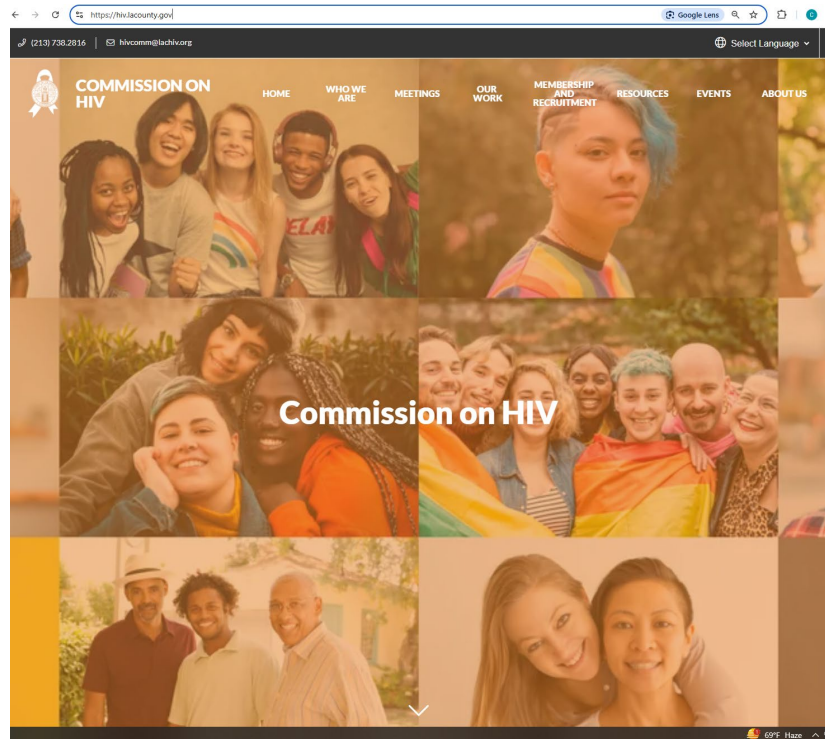 https://hiv.lacounty.gov
Google Lens
C
(213) 738.2816
hivcomm@lachiv.org
Select Language
COMMISSION ON
HIV
HOME
WHO WE
ARE
MEETINGS
OUR
WORK
MEMBERSHIP
AND
RECRUITMENT
RESOURCES
EVENTS
ABOUT US
ELA
Commission on HIV
69°F Haze